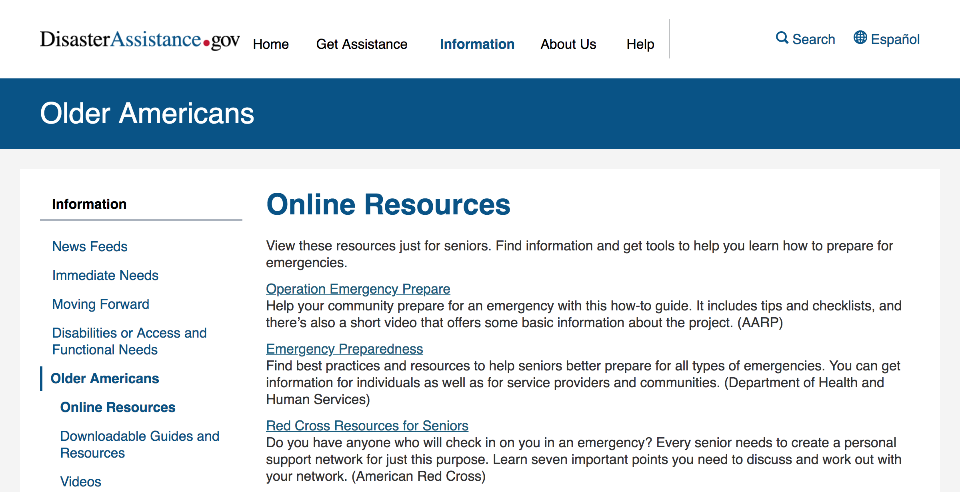 DisasterAssistance.gov Home Get Assistance Information About Us Help Search Español
Older Americans
Information
News Feeds
Immediate Needs
Moving Forward
Disabilities or Access and
Functional Needs
Older Americans
Online Resources
Downloadable Guides and
Resources
Videos
Online Resources
View these resources just for seniors. Find information and get tools to help you learn how to prepare for
emergencies.
Operation Emergency Prepare
Help your community prepare for an emergency with this how-to guide. It includes tips and checklists, and
there's also a short video that offers some basic information about the project. (AARP)
Emergency Preparedness
Find best practices and resources to help seniors better prepare for all types of emergencies. You can get
information for individuals as well as for service providers and communities. (Department of Health and
Human Services)
Red Cross Resources for Seniors
Do you have anyone who will check in on you in an emergency? Every senior needs to create a personal
support network for just this purpose. Learn seven important points you need to discuss and work out with
your network. (American Red Cross)